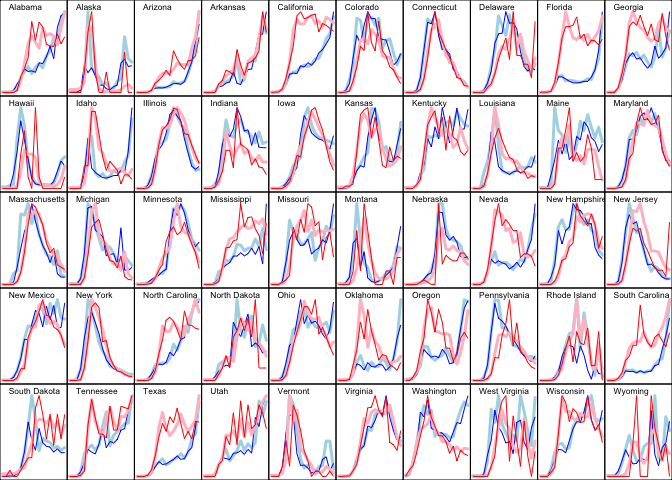 Alabama Alaska Arizona Arkansas California Colorado Connecticut Delaware Florida Georgia
Hawaii Idaho Illinois Indiana Iowa Kansas Kentucky Louisiana Maine Maryland
Massachusetts Michigan Minnesota Mississippi Missouri Montana Nebraska Nevada New Hampshire New Jersey
New Mexico New York North Carolina North Dakota Ohio Oklahoma Oregon Pennsylvania Rhode Island South Carolina
South Dakota Tennessee Texas Utah Vermont Virginia Washington West Virginia Wisconsin Wyoming